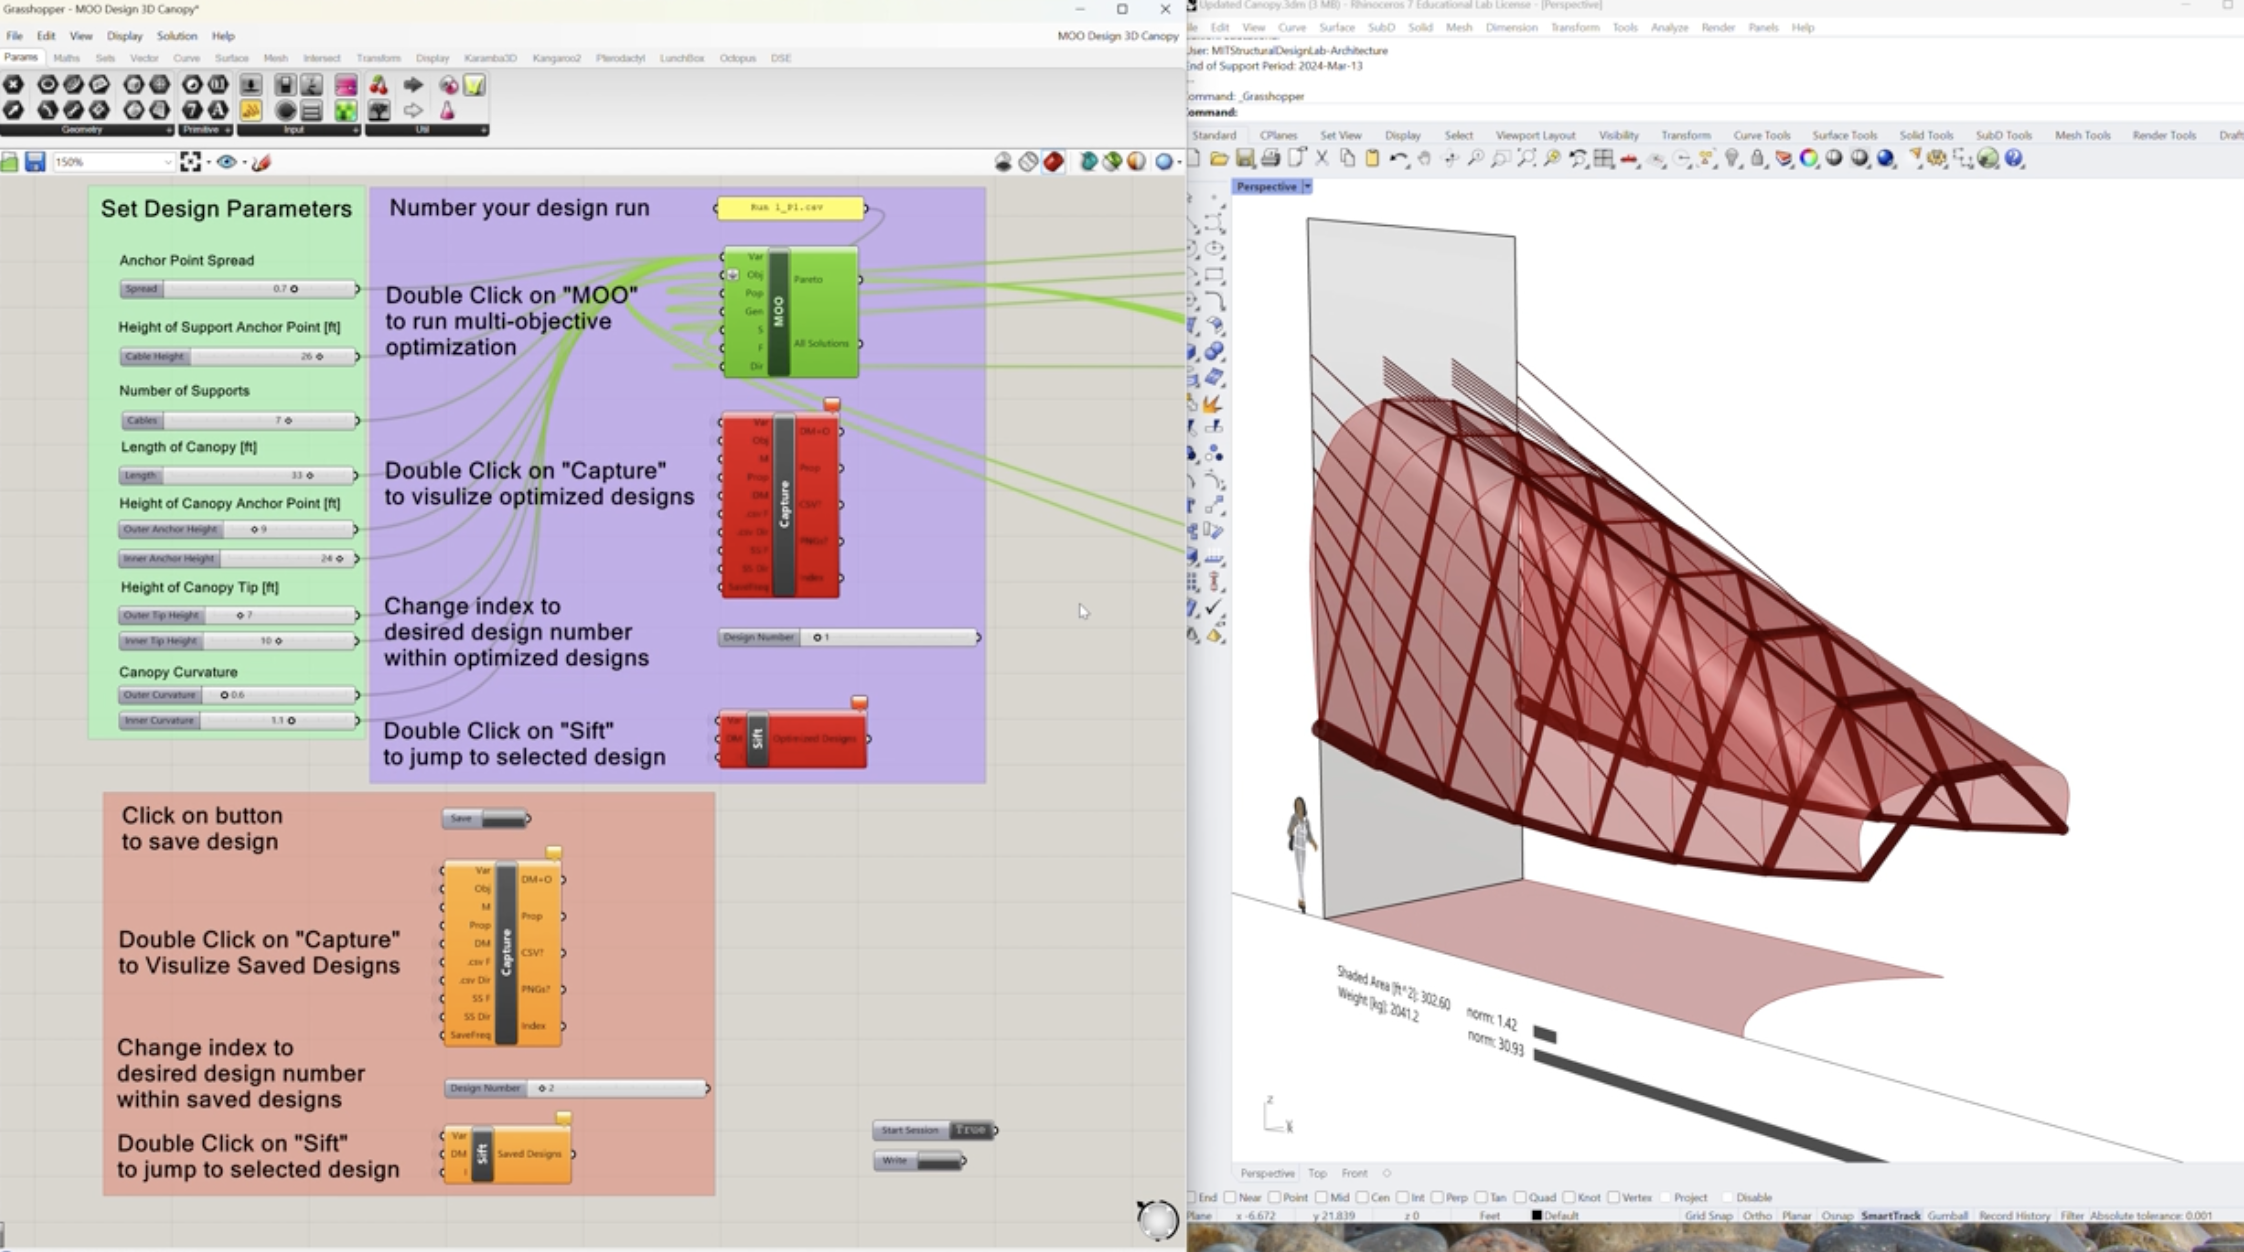 Grasshopper - MOO Design 3D Canopy*
File Edit View Display Solution Help
MOO Design 3D Canopy
Params Maths Sets Vector Curve Surface Mesh Intersect Transform Display Karamba3D Kangaroo2 Pterodactyl LunchBox Octopus DSE
Geometry Primitive Input Util
150%
Set Design Parameters
Anchor Point Spread
Spread 0.7
Height of Support Anchor Point [ft]
Cable Height 26
Number of Supports
Cables 7
Length of Canopy [ft]
Length 33
Height of Canopy Anchor Point [ft]
Outer Anchor Height 9
Inner Anchor Height 24
Height of Canopy Tip [ft]
Outer Tip Height 7
Inner Tip Height 10
Canopy Curvature
Outer Curvature 0.6
Inner Curvature 1.1
Number your design run
Run 1_P1.csv
Double Click on "MOO"
to run multi-objective
optimization
Var
Obj
Pop
Gen
S
F
Dir
MOO
Pareto
All Solutions
Double Click on "Capture"
to visulize optimized designs
Var
Obj
M
Prop
DM
.csv F
.csv Dir
SS F
SS Dir
SaveFreq
Capture
DM+O
Prop
CSV?
PNGs?
Index
Change index to
desired design number
within optimized designs
Design Number 1
Double Click on "Sift"
to jump to selected design
Var
DM
Sift
Optimized Designs
Click on button
to save design
Save
Double Click on "Capture"
to Visulize Saved Designs
Var
Obj
M
Prop
DM
.csv F
.csv Dir
SS F
SS Dir
SaveFreq
Capture
DM+O
Prop
CSV?
PNGs?
Index
Change index to
desired design number
within saved designs
Design Number 2
Double Click on "Sift"
to jump to selected design
Var
DM
I
Sift
Saved Designs
Start Session True
Write
Updated Canopy.3dm (3 MB) - Rhinoceros 7 Educational Lab License - [Perspective]
Edit View Curve Surface SubD Solid Mesh Dimension Transform Tools Analyze Render Panels Help
User: MITStructuralDesignLab-Architecture
End of Support Period: 2024-Mar-13
--
ommand: _Grasshopper
ommand:
Standard CPlanes Set View Display Select Viewport Layout Visibility Transform Curve Tools Surface Tools Solid Tools SubD Tools Mesh Tools Render Tools Draft
Perspective
Shaded Area [ft^2]: 302.60
Weight [kg]: 2041.2
norm: 1.42
norm: 30.93
z
Perspective Top Front
End Near Point Mid Cen Int Perp Tan Quad Knot Vertex Project Disable
Plane x -6.672 y 21.839 z 0 Feet Default Grid Snap Ortho Planar Osnap SmartTrack Gumball Record History Filter Absolute tolerance: 0.001